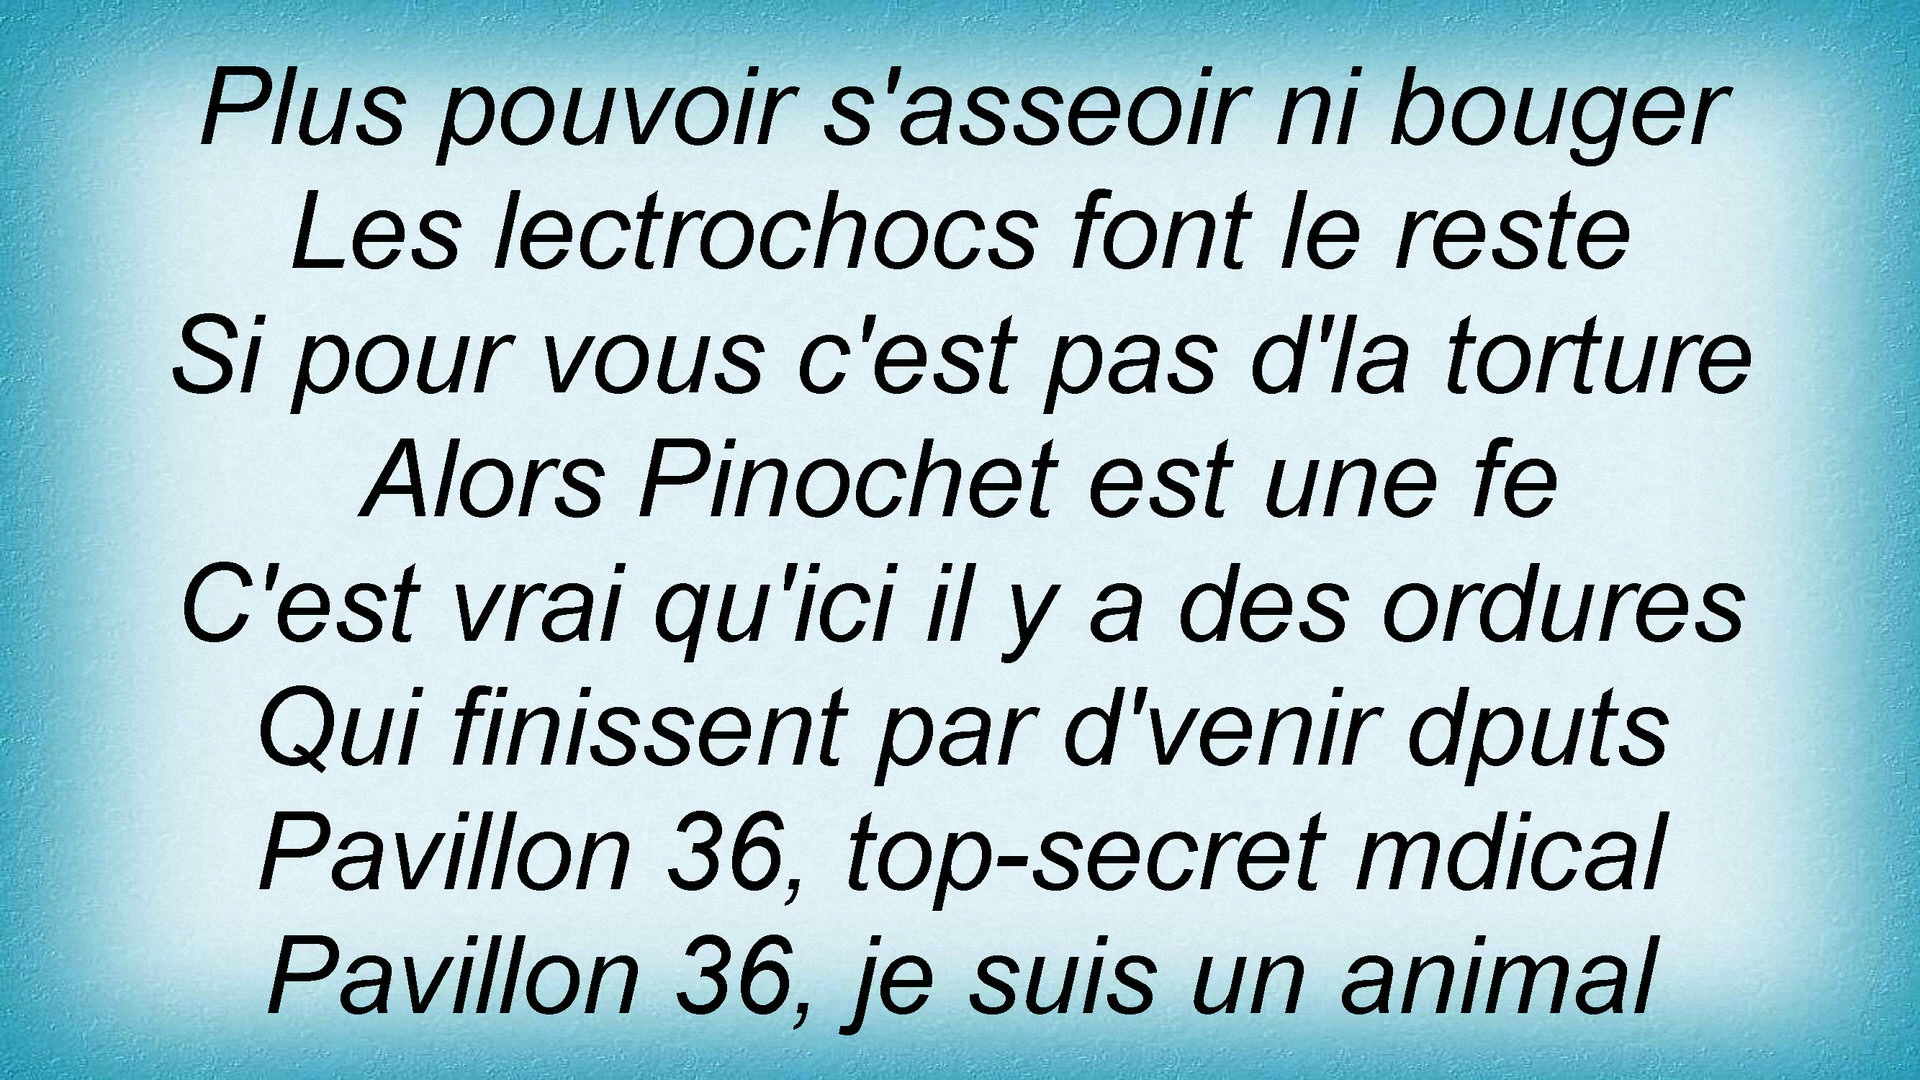 Plus pouvoir s'asseoir ni bouger
Les lectrochocs font le reste
Si pour vous c'est pas d'la torture
Alors Pinochet est une fe
C'est vrai qu'ici il y a des ordures
Qui finissent par d'venir dputs
Pavillon 36, top-secret mdical
Pavillon 36, je suis un animal